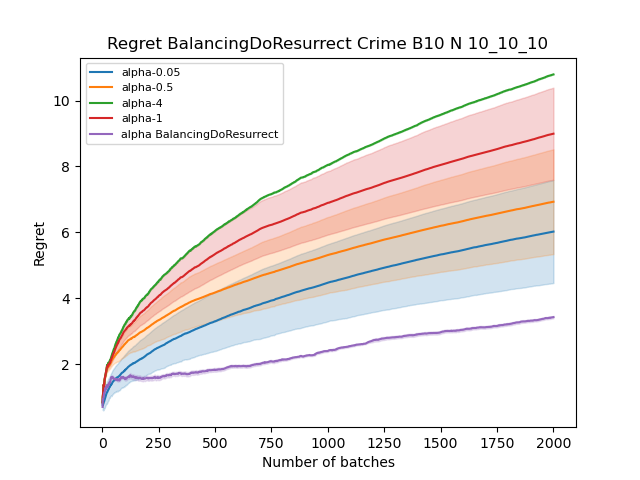 Regret BalancingDoResurrect Crime B10 N 10_10_10
alpha-0.05
alpha-0.5
alpha-4
alpha-1
alpha BalancingDoResurrect
Regret
10
8
6
4
2
0 250 500 750 1000 1250 1500 1750 2000
Number of batches